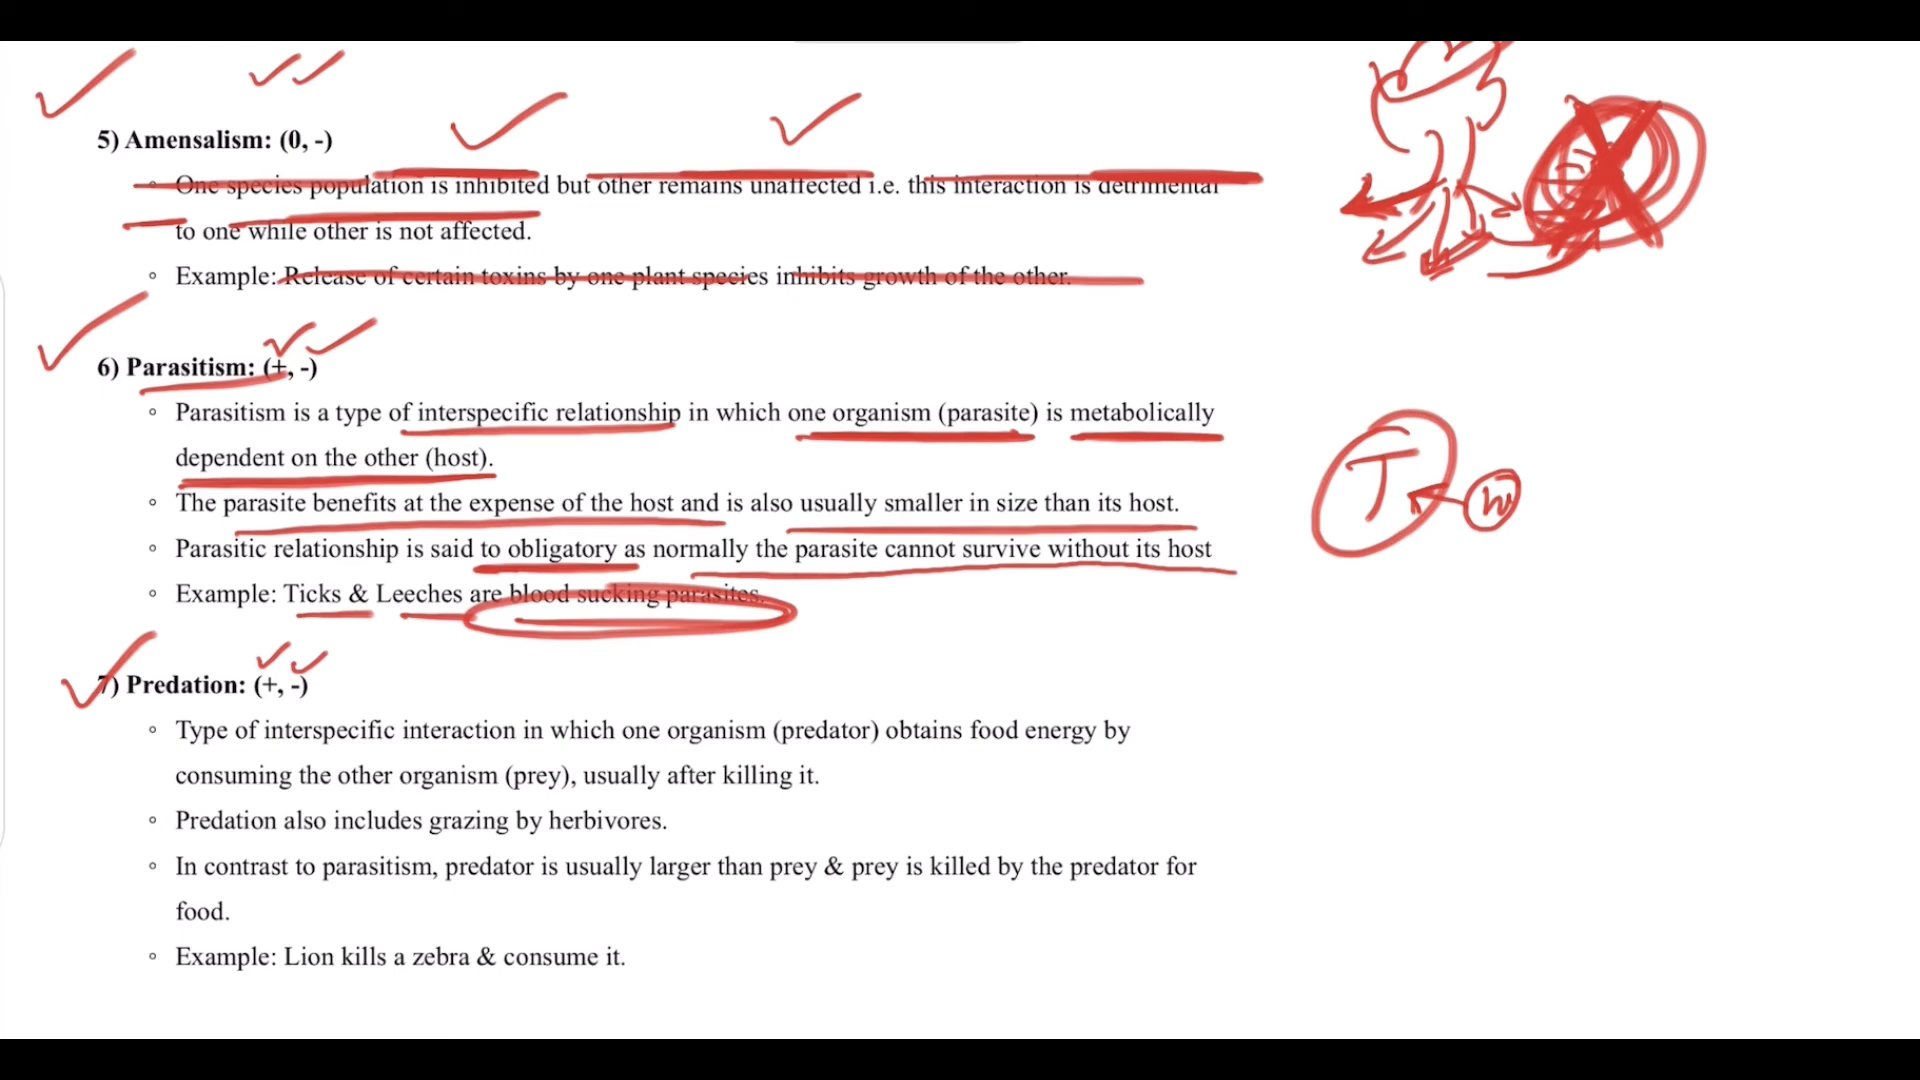 5) Amensalism: (0, -)
◦ One species population is inhibited but other remains unaffected i.e. this interaction is detrimental
to one while other is not affected.
◦ Example: Release of certain toxins by one plant species inhibits growth of the other.
6) Parasitism: (+, -)
◦ Parasitism is a type of interspecific relationship in which one organism (parasite) is metabolically
dependent on the other (host).
◦ The parasite benefits at the expense of the host and is also usually smaller in size than its host.
T
◦ Parasitic relationship is said to obligatory as normally the parasite cannot survive without its host
◦ Example: Ticks & Leeches are blood sucking parasites.
7) Predation: (+, -)
◦ Type of interspecific interaction in which one organism (predator) obtains food energy by
consuming the other organism (prey), usually after killing it.
◦ Predation also includes grazing by herbivores.
◦ In contrast to parasitism, predator is usually larger than prey & prey is killed by the predator for
food.
◦ Example: Lion kills a zebra & consume it.